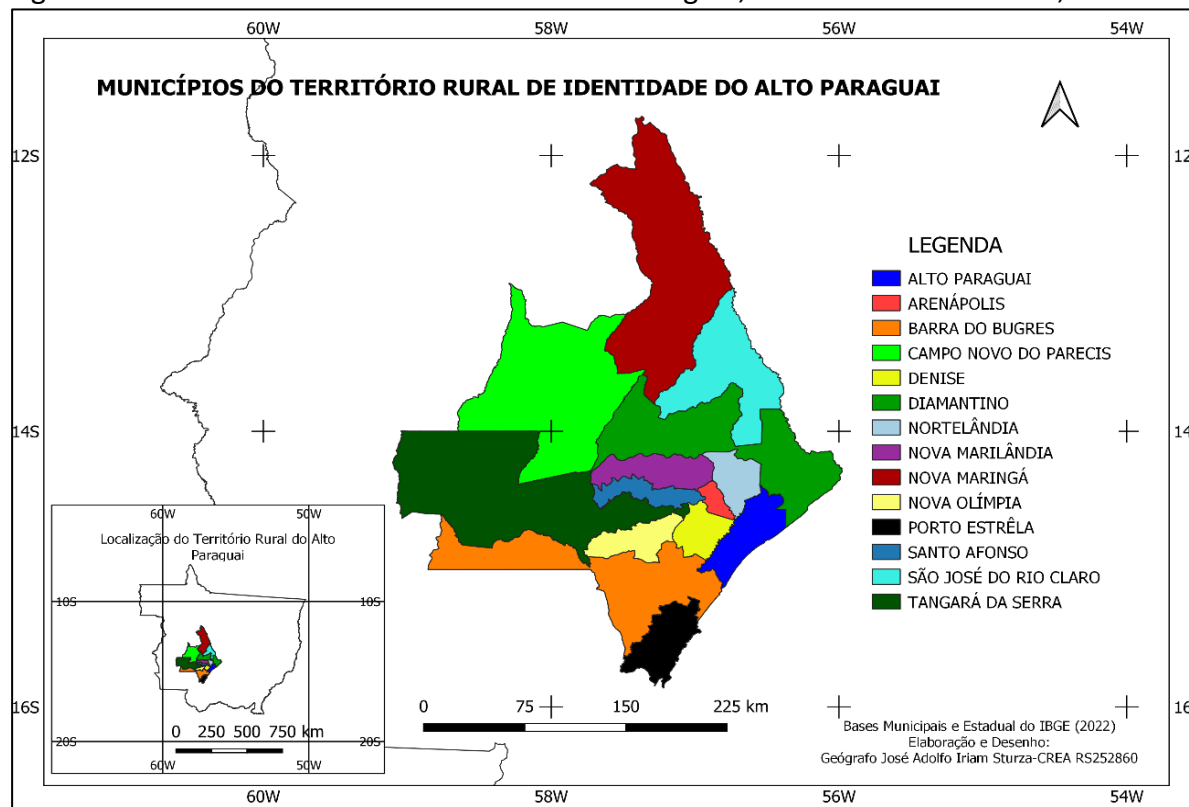 60W 58W 56W 54W
MUNICÍPIOS DO TERRITÓRIO RURAL DE IDENTIDADE DO ALTO PARAGUAI
12S 12
LEGENDA
ALTO PARAGUAI
ARENÁPOLIS
BARRA DO BUGRES
CAMPO NOVO DO PARECIS
DENISE
DIAMANTINO
NORTELÂNDIA
NOVA MARILÂNDIA
NOVA MARINGÁ
NOVA OLÍMPIA
PORTO ESTRÊLA
SANTO AFONSO
SÃO JOSÉ DO RIO CLARO
TANGARÁ DA SERRA
14S 14
60W 50W
Localização do Território Rural do Alto
Paraguai
10S 10S
0 250 500 750 km
20S 20S
60W 50W
0 75 150 225 km
16S 16
Bases Municipais e Estadual do IBGE (2022)
Elaboração e Desenho:
Geógrafo José Adolfo Iriam Sturza-CREA RS252860
60W 58W 56W 54W